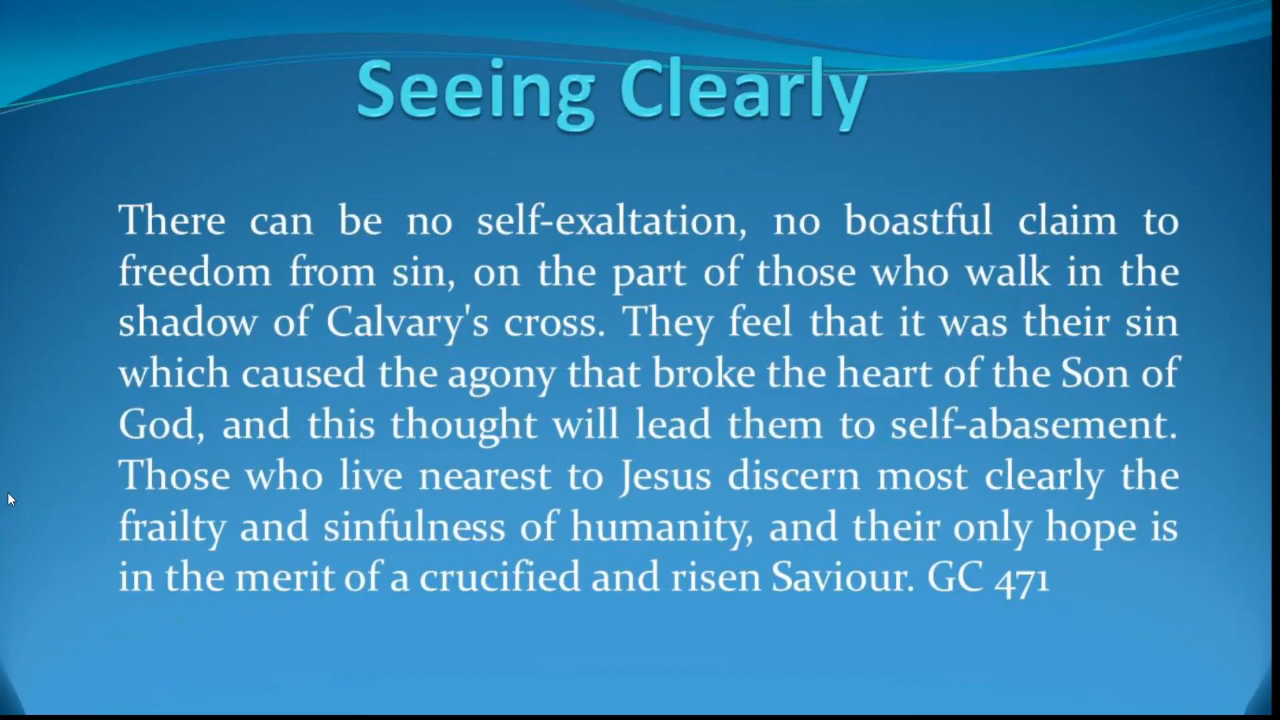 Seeing Clearly
There can be no self-exaltation, no boastful claim to
freedom from sin, on the part of those who walk in the
shadow of Calvary's cross. They feel that it was their sin
which caused the agony that broke the heart of the Son of
God, and this thought will lead them to self-abasement.
Those who live nearest to Jesus discern most clearly the
frailty and sinfulness of humanity, and their only hope is
in the merit of a crucified and risen Saviour. GC 471